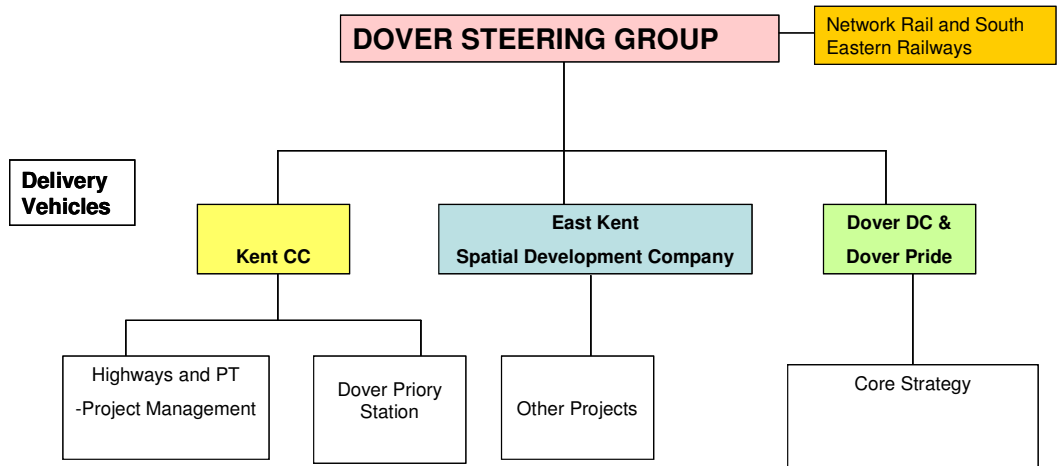 DOVER STEERING GROUP
Network Rail and South
Eastern Railways
Delivery
Vehicles
Kent CC
East Kent
Spatial Development Company
Dover DC &
Dover Pride
Highways and PT
-Project Management
Dover Priory
Station
Other Projects
Core Strategy